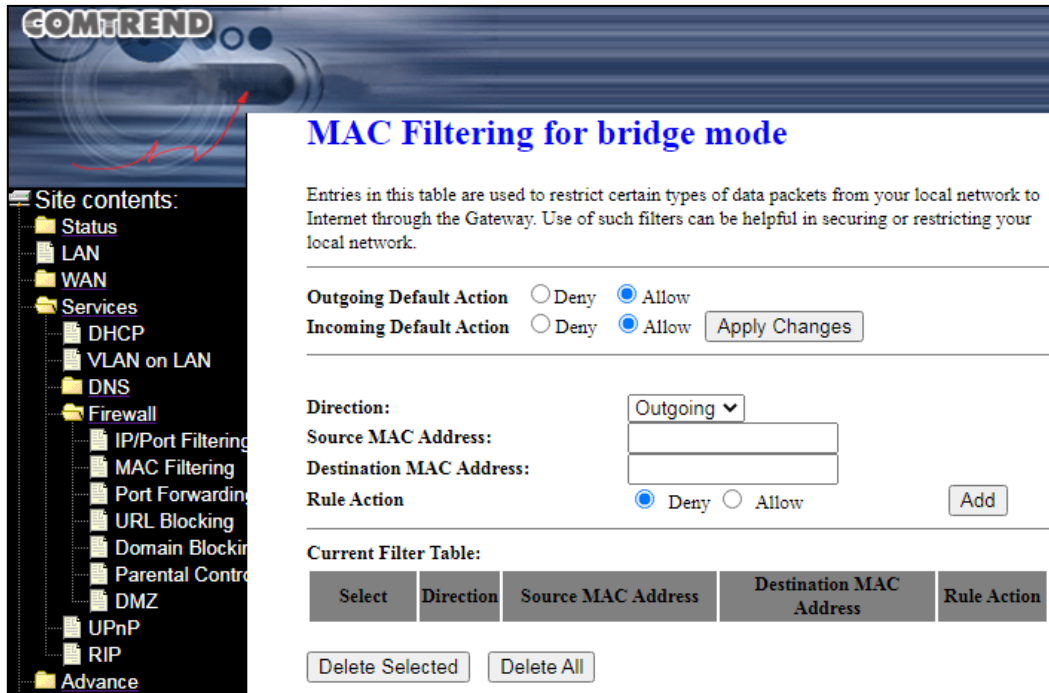 COMTREND
MAC Filtering for bridge mode
Entries in this table are used to restrict certain types of data packets from your local network to
Internet through the Gateway. Use of such filters can be helpful in securing or restricting your
local network.
Outgoing Default Action Deny Allow
Incoming Default Action Deny Allow Apply Changes
Direction: Outgoing
Source MAC Address:
Destination MAC Address:
Rule Action Deny Allow Add
Current Filter Table:
Select Direction Source MAC Address Destination MAC Address Rule Action
Delete Selected Delete All
Site contents:
Status
LAN
WAN
Services
DHCP
VLAN on LAN
DNS
Firewall
IP/Port Filtering
MAC Filtering
Port Forwardin
URL Blocking
Domain Blockin
Parental Contro
DMZ
UPnP
RIP
Advance